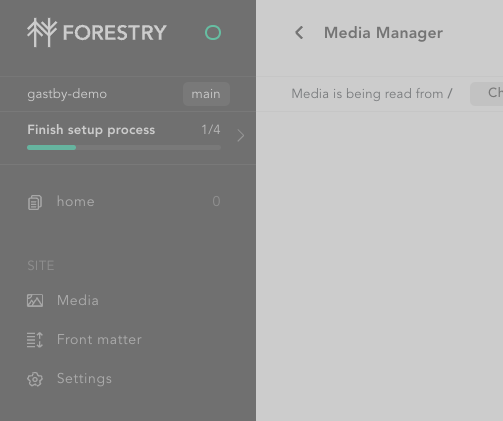 FORESTRY
gastby-demo main
Finish setup process 1/4
home 0
SITE
Media
Front matter
Settings
Media Manager
Media is being read from / Ch